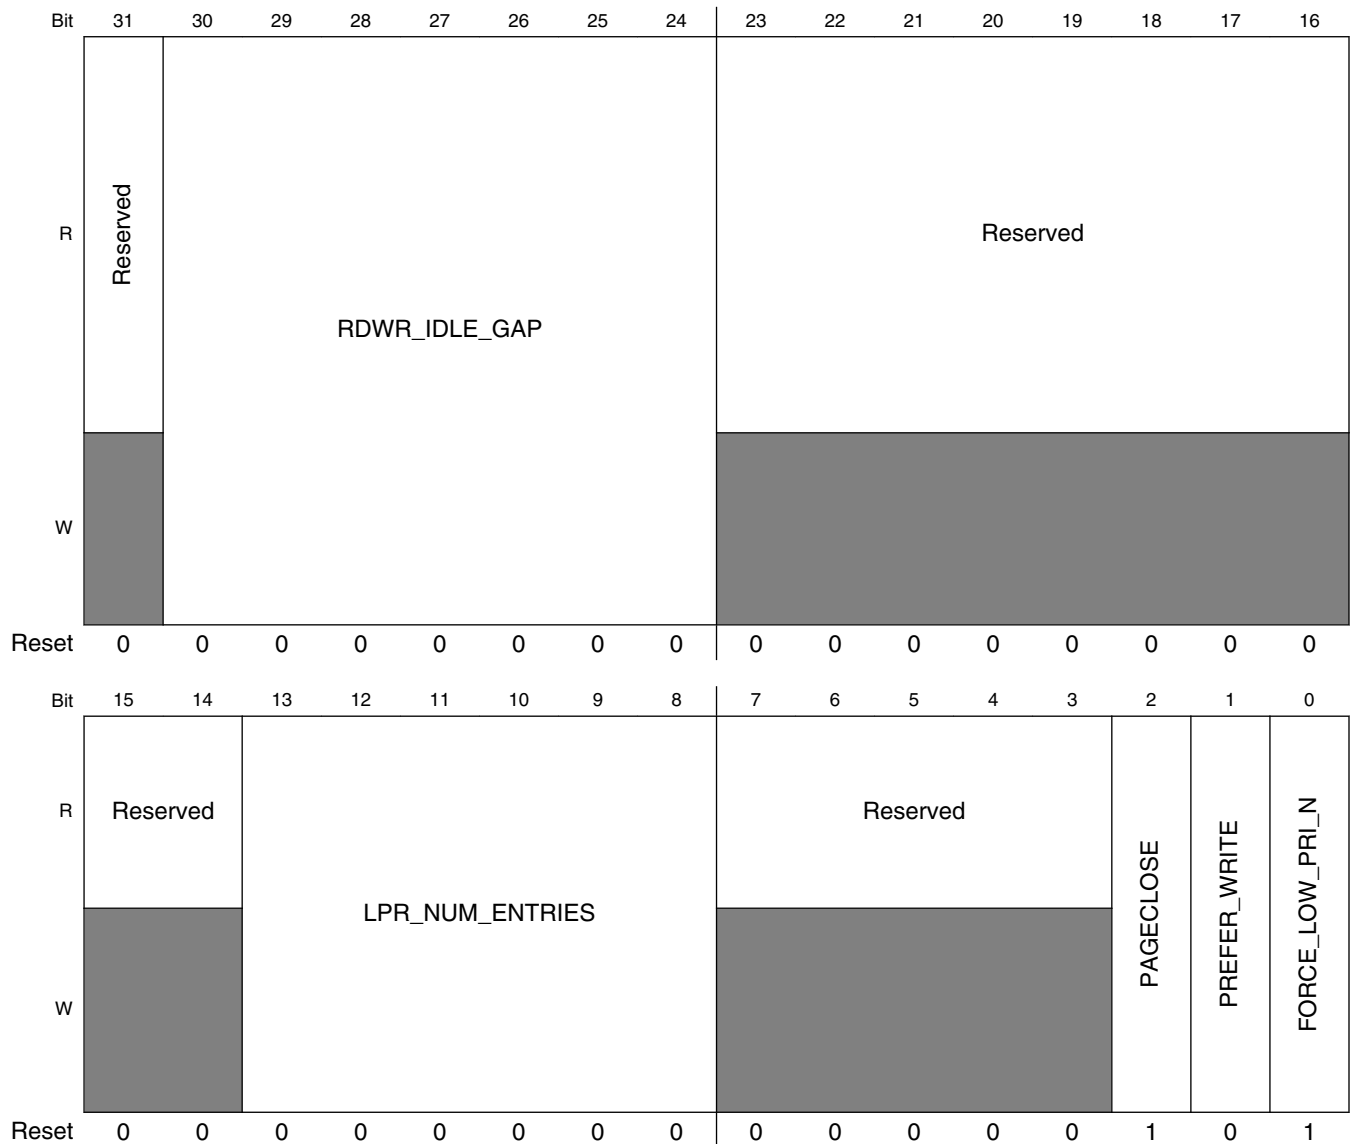 Bit 31 30 29 28 27 26 25 24 23 22 21 20 19 18 17 16
R Reserved Reserved
RDWR_IDLE_GAP
W
Reset 0 0 0 0 0 0 0 0 0 0 0 0 0 0 0 0
Bit 15 14 13 12 11 10 9 8 7 6 5 4 3 2 1 0
R Reserved Reserved
LPR_NUM_ENTRIES PAGECLOSE PREFER_WRITE FORCE_LOW_PRI_N
W
Reset 0 0 0 0 0 0 0 0 0 0 0 0 0 1 0 1